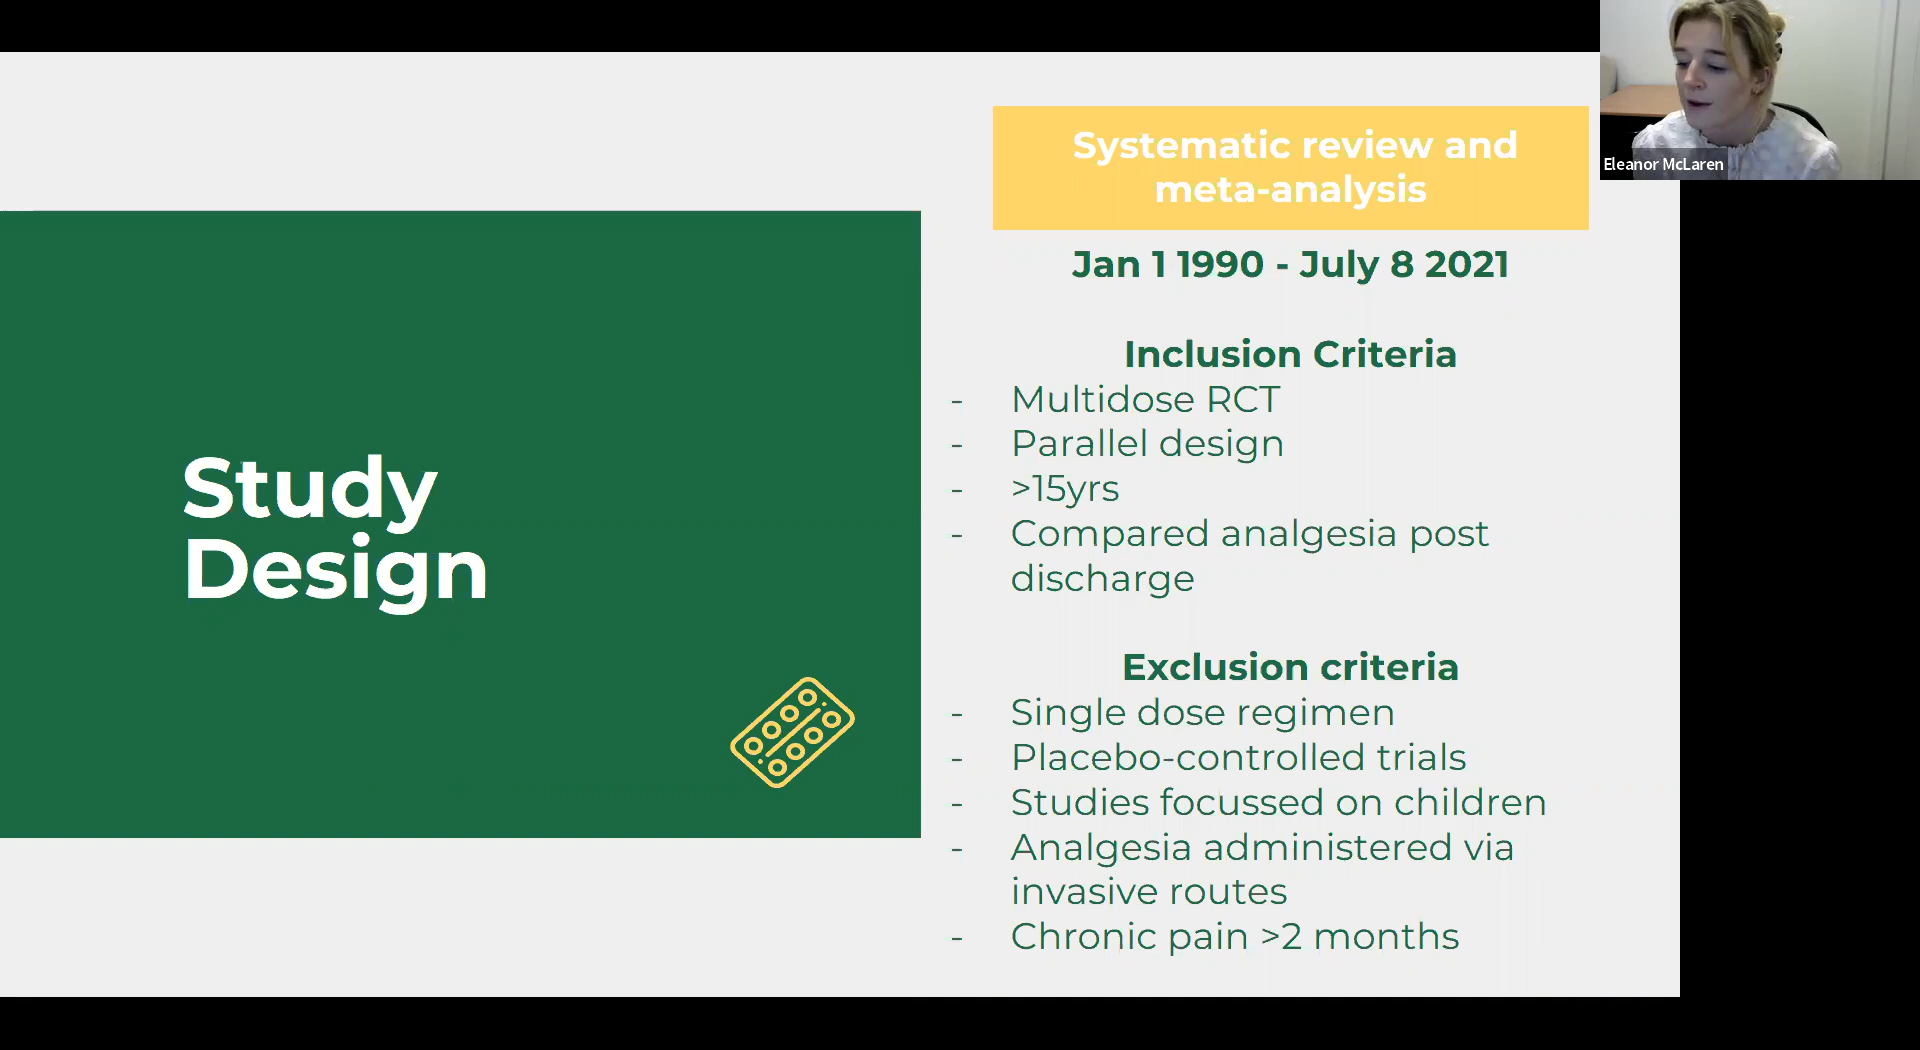 Systematic review and
meta-analysis
Eleanor McLaren
Jan 1 1990 - July 8 2021
Study
Design
Inclusion Criteria
- Multidose RCT
- Parallel design
- >15yrs
- Compared analgesia post
discharge
Exclusion criteria
- Single dose regimen
- Placebo-controlled trials
- Studies focussed on children
- Analgesia administered via
invasive routes
- Chronic pain >2 months